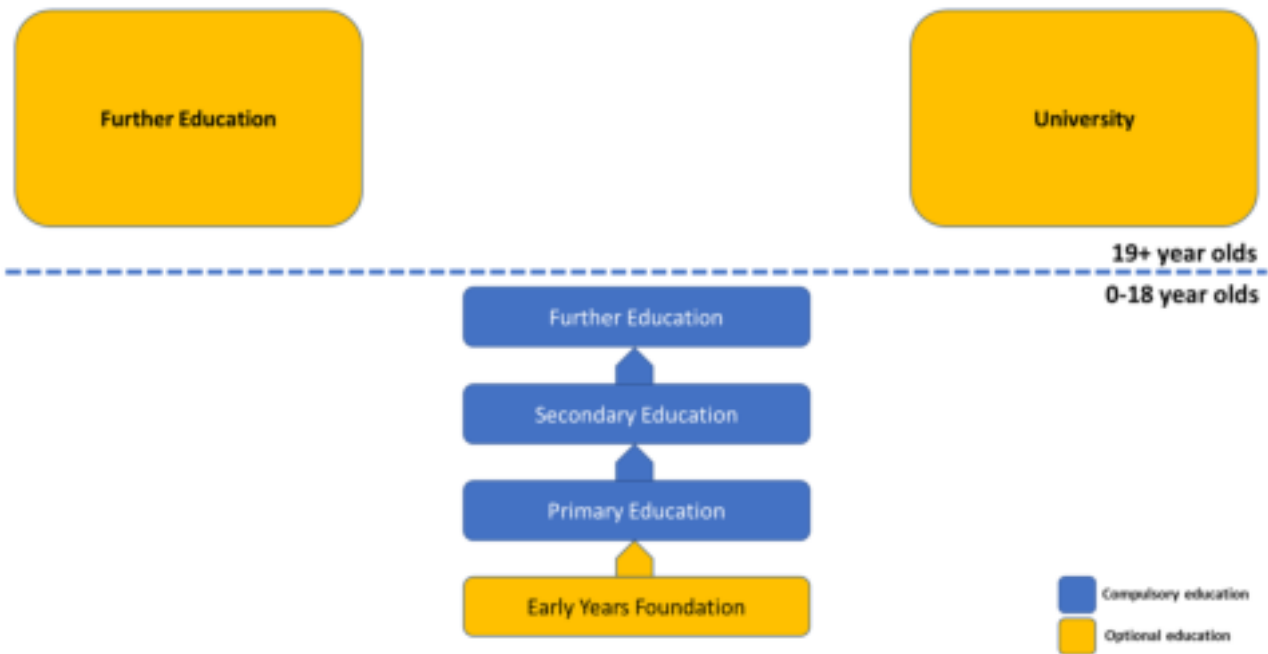 Further Education
University
19+ year olds
0-18 year olds
Further Education
Secondary Education
Primary Education
Early Years Foundation
Compulsory education
Optional education